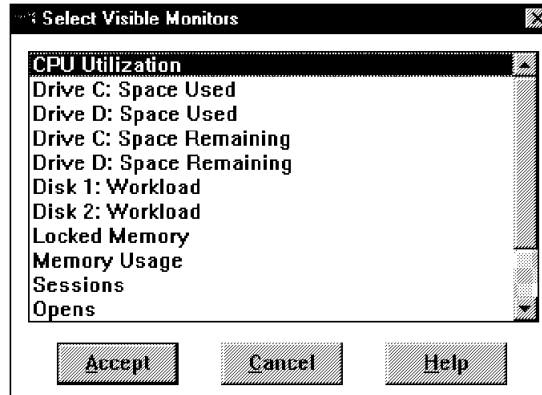 Select Visible Monitors
CPU Utilization
Drive C: Space Used
Drive D: Space Used
Drive C: Space Remaining
Drive D: Space Remaining
Disk 1: Workload
Disk 2: Workload
Locked Memory
Memory Usage
Sessions
Opens
Accept
Cancel
Help